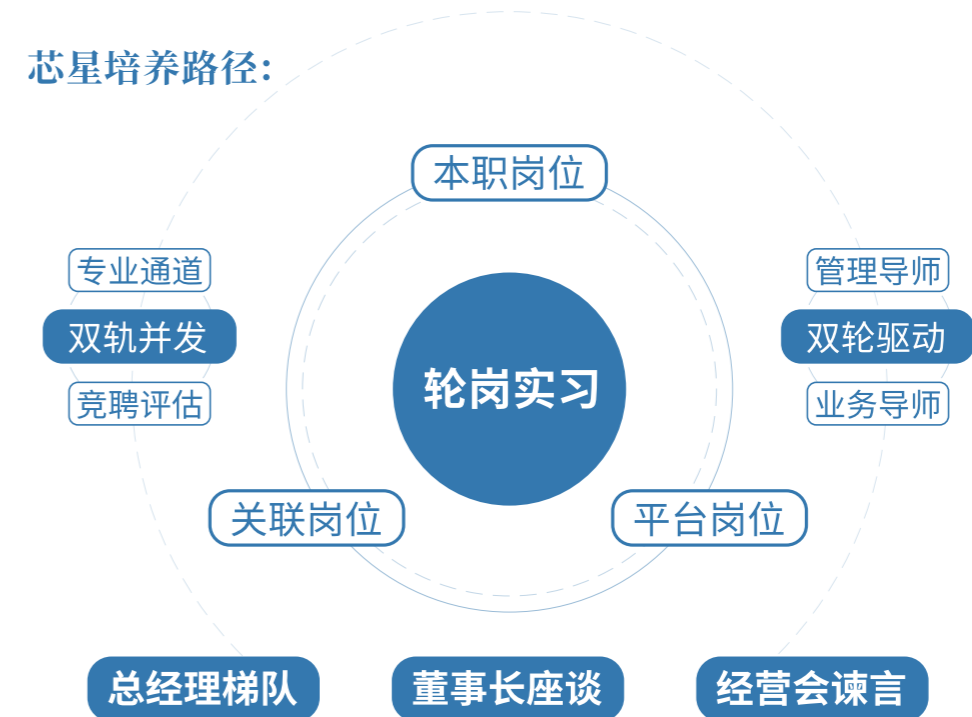 芯星培养路径：
本职岗位
专业通道
双轨并发
竞聘评估
管理导师
双轮驱动
业务导师
轮岗实习
关联岗位
平台岗位
总经理梯队
董事长座谈
经营会谏言